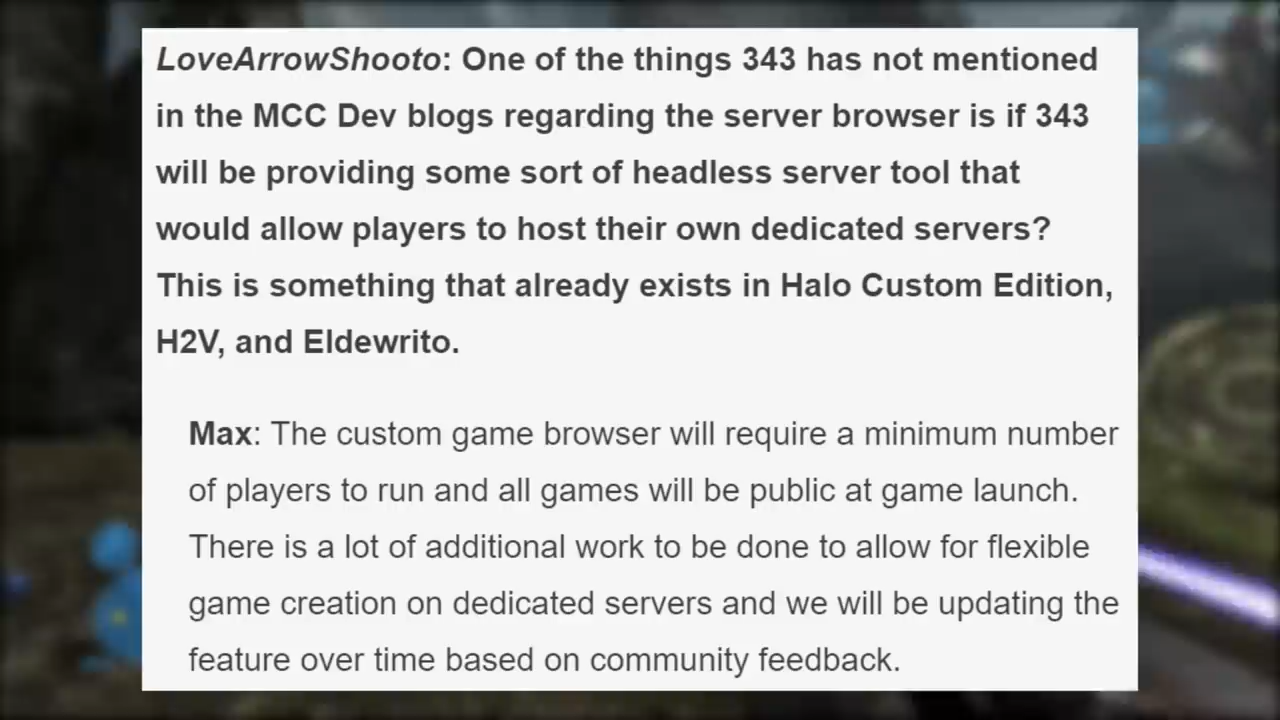 LoveArrowShooto: One of the things 343 has not mentioned
in the MCC Dev blogs regarding the server browser is if 343
will be providing some sort of headless server tool that
would allow players to host their own dedicated servers?
This is something that already exists in Halo Custom Edition,
H2V, and Eldewrito.
Max: The custom game browser will require a minimum number
of players to run and all games will be public at game launch.
There is a lot of additional work to be done to allow for flexible
game creation on dedicated servers and we will be updating the
feature over time based on community feedback.